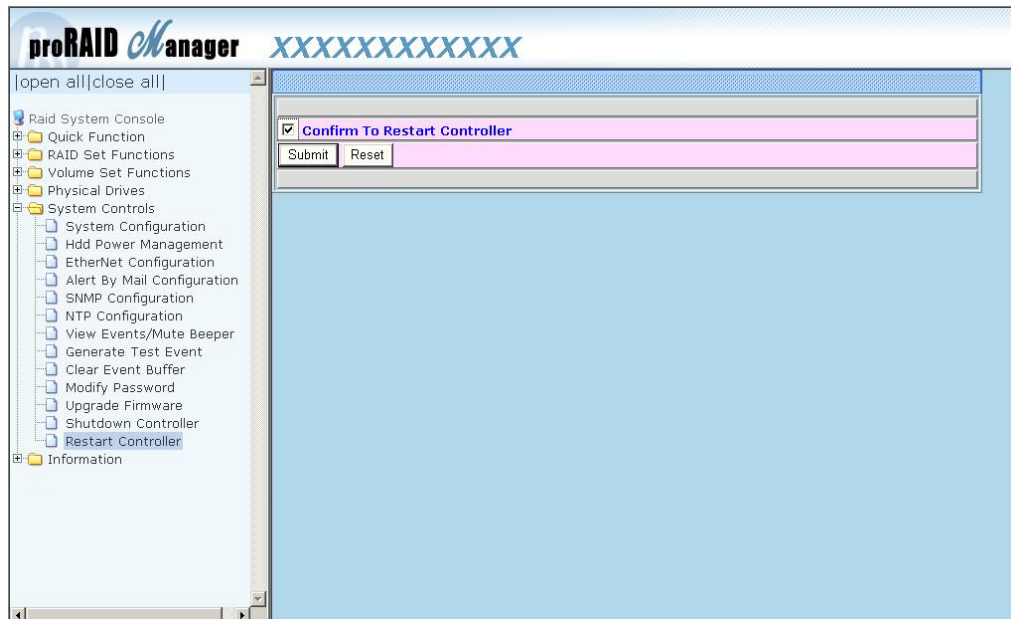 proRAID Manager
XXXXXXXXXXXX
|open all|close all|
Raid System Console
Quick Function
RAID Set Functions
Volume Set Functions
Physical Drives
System Controls
System Configuration
Hdd Power Management
EtherNet Configuration
Alert By Mail Configuration
SNMP Configuration
NTP Configuration
View Events/Mute Beeper
Generate Test Event
Clear Event Buffer
Modify Password
Upgrade Firmware
Shutdown Controller
Restart Controller
Information
Confirm To Restart Controller
Submit
Reset